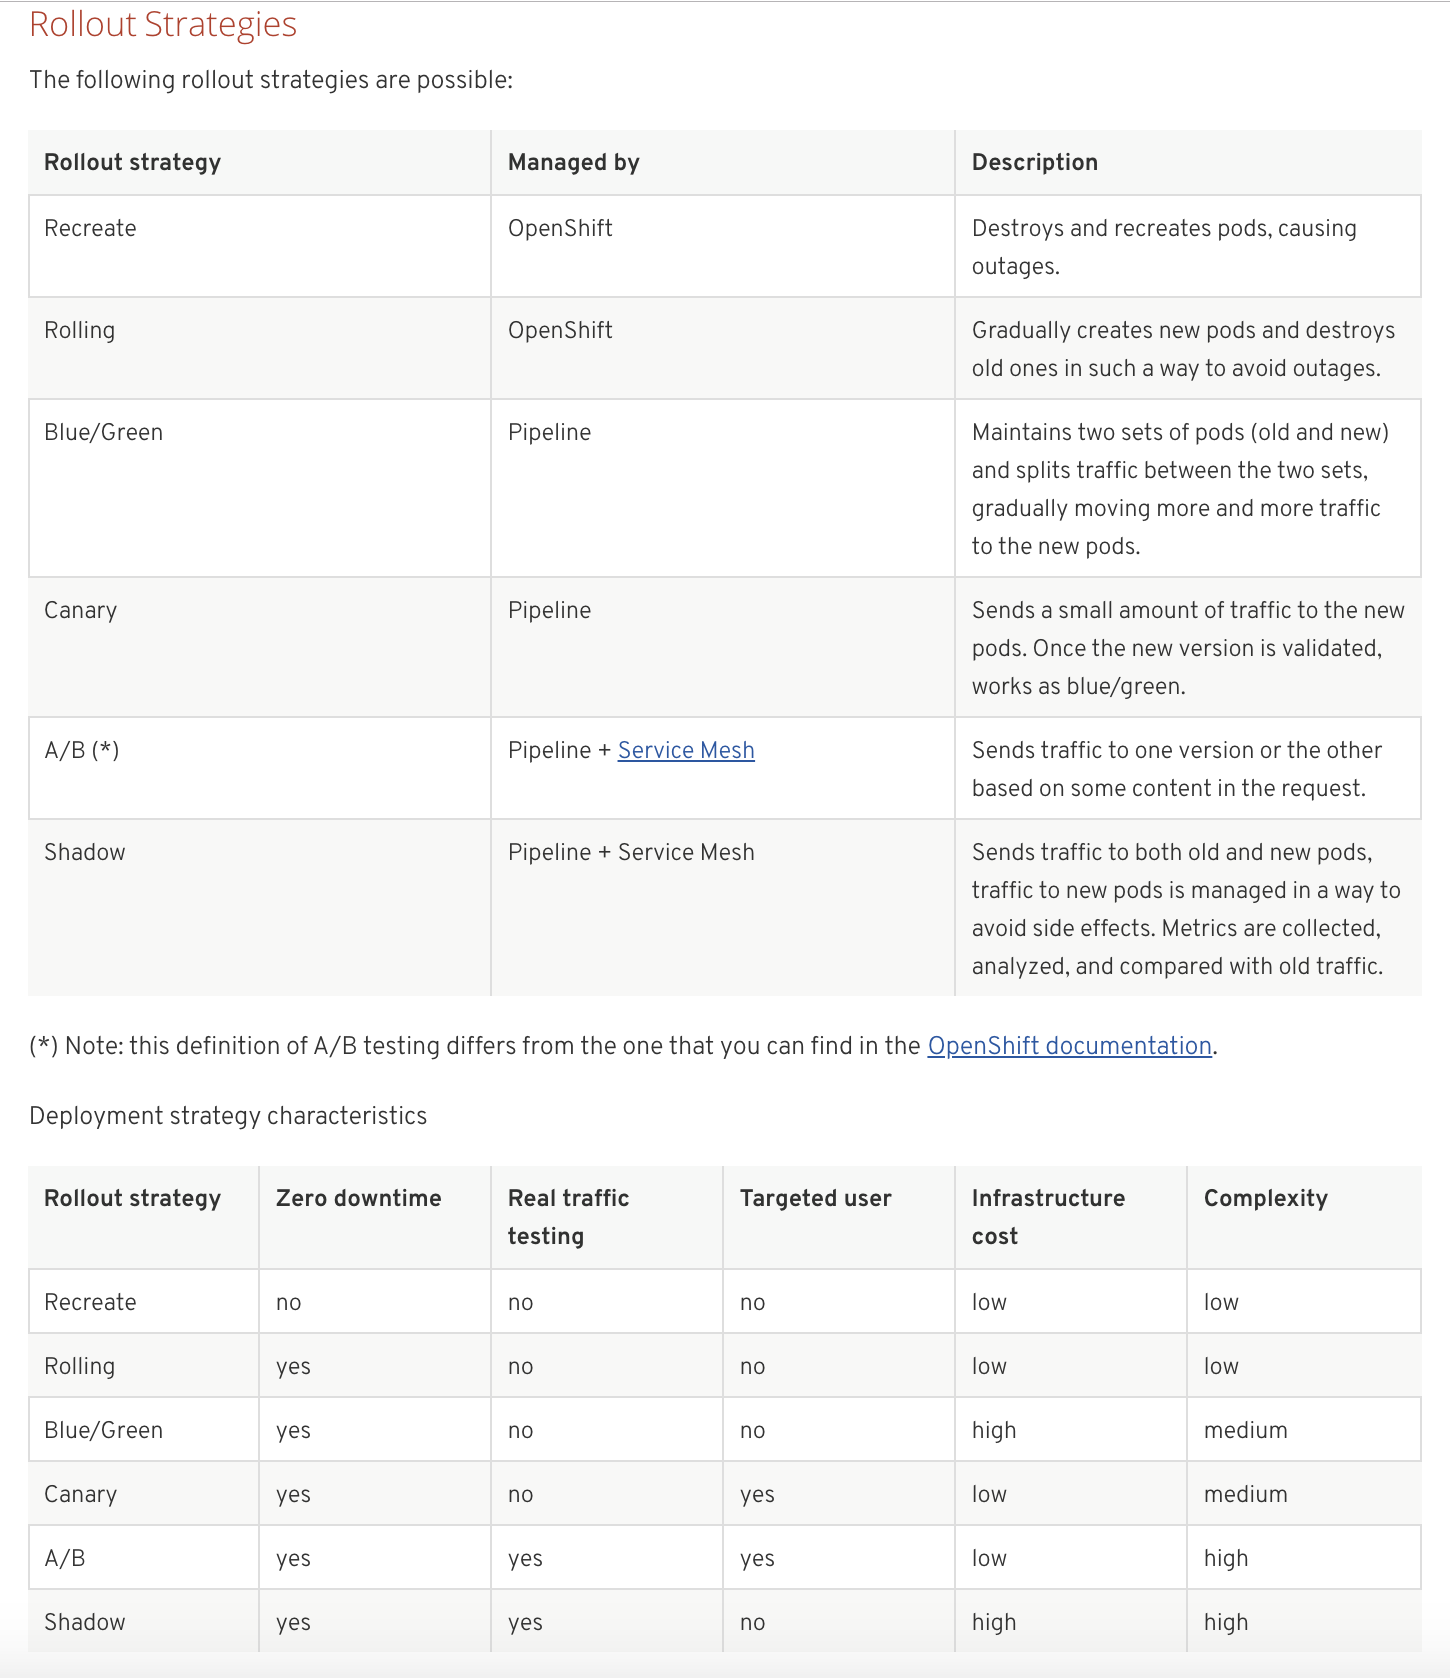 Rollout Strategies
The following rollout strategies are possible:
Rollout strategy
Managed by
Description
Recreate
OpenShift
Destroys and recreates pods, causing
outages.
Rolling
OpenShift
Gradually creates new pods and destroys
old ones in such a way to avoid outages.
Blue/Green
Pipeline
Maintains two sets of pods (old and new)
and splits traffic between the two sets,
gradually moving more and more traffic
to the new pods.
Canary
Pipeline
Sends a small amount of traffic to the new
pods. Once the new version is validated,
works as blue/green.
A/B (*)
Pipeline + Service Mesh
Sends traffic to one version or the other
based on some content in the request.
Shadow
Pipeline + Service Mesh
Sends traffic to both old and new pods,
traffic to new pods is managed in a way to
avoid side effects. Metrics are collected,
analyzed, and compared with old traffic.
(*) Note: this definition of A/B testing differs from the one that you can find in the OpenShift documentation.
Deployment strategy characteristics
Rollout strategy
Zero downtime
Real traffic
testing
Targeted user
Infrastructure
cost
Complexity
Recreate
no
no
no
low
low
Rolling
yes
no
no
low
low
Blue/Green
yes
no
no
high
medium
Canary
yes
no
yes
low
medium
A/B
yes
yes
yes
low
high
Shadow
yes
yes
no
high
high